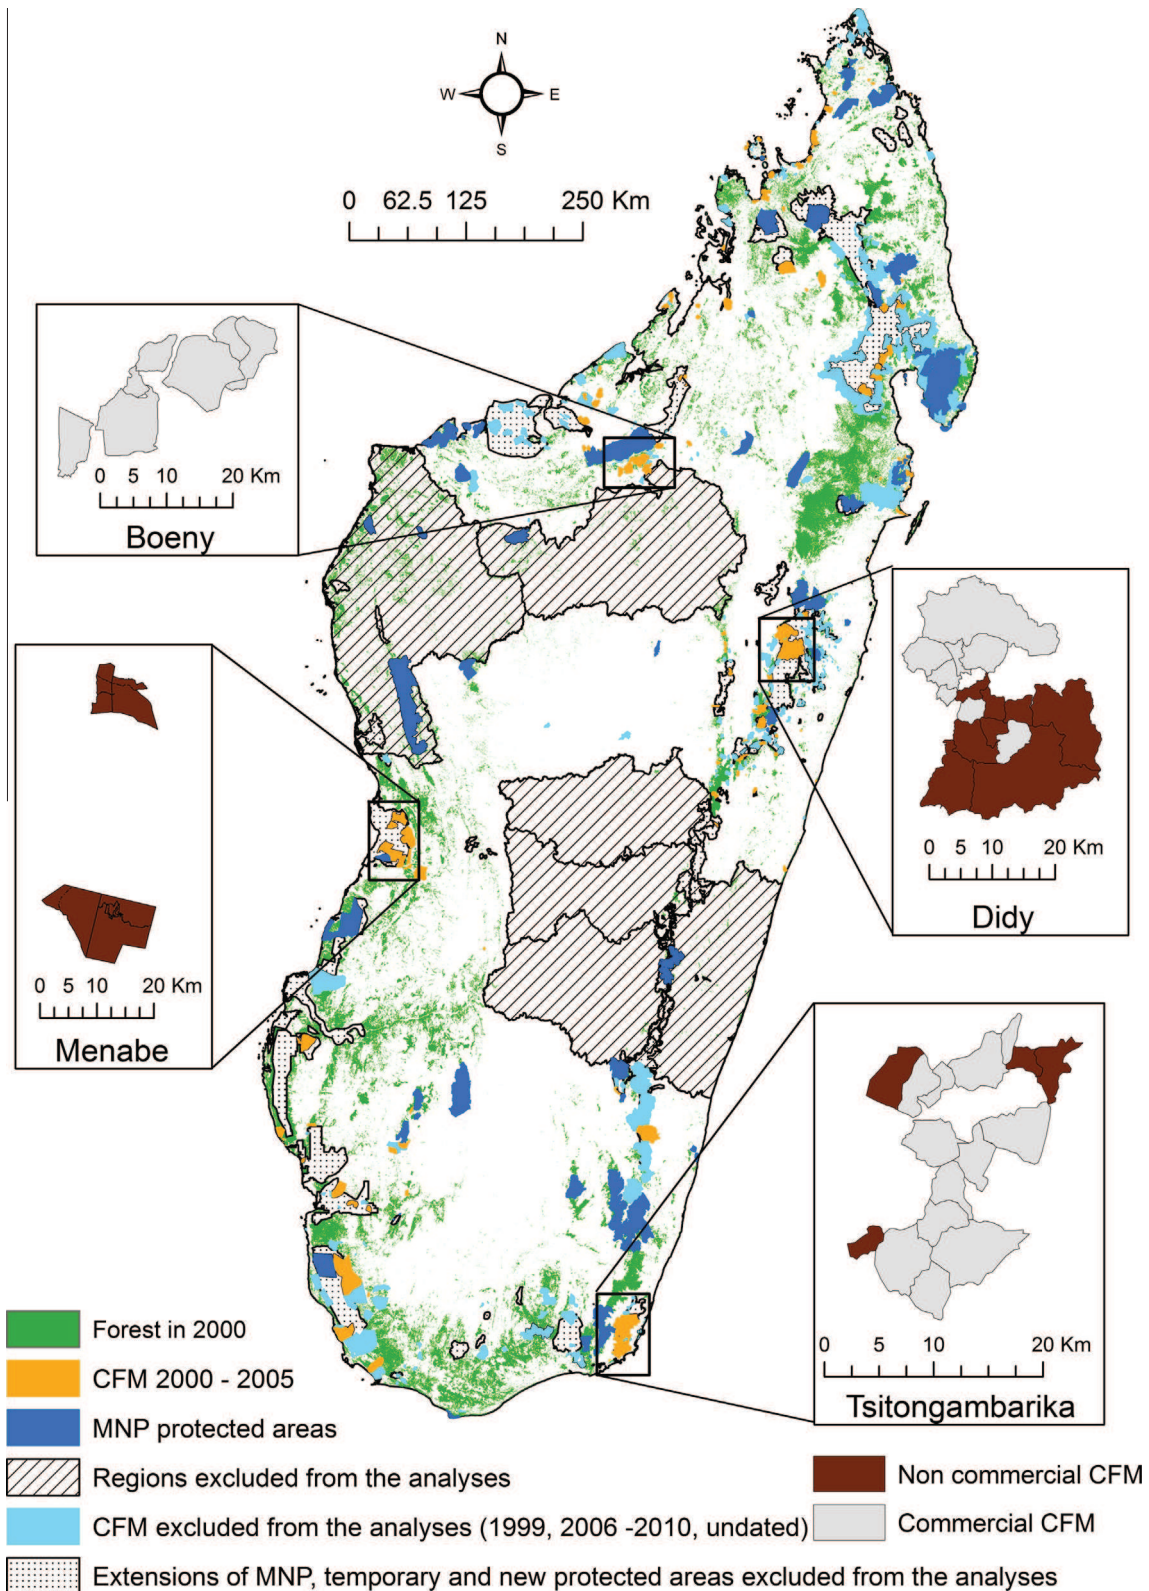 N
W E
S
0 62.5 125 250 Km
0 5 10 20 Km
Boeny
0 5 10 20 Km
Didy
0 5 10 20 Km
Menabe
0 5 10 20 Km
Tsitongambarika
Forest in 2000
CFM 2000 - 2005
MNP protected areas
Regions excluded from the analyses
CFM excluded from the analyses (1999, 2006 -2010, undated)
Extensions of MNP, temporary and new protected areas excluded from the analyses
Non commercial CFM
Commercial CFM